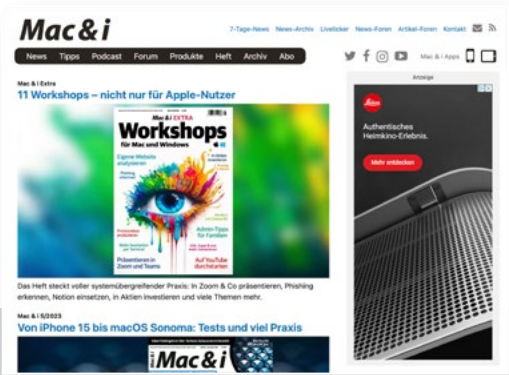 Mac & i
7-Tage-News News-Archiv Liveticker News-Foren Artikel-Foren Kontakt
News Tipps Podcast Forum Produkte Heft Archiv Abo
Mac & i Apps
Mac & i Extra
11 Workshops – nicht nur für Apple-Nutzer
Mac & i EXTRA
Workshops
für Mac und Windows
Eigene Website
analysieren
Phishing
erkennen
Admin-Tipps
für Familien
Präsentieren in
Zoom und Teams
Auf YouTube
durchstarten
Das Heft steckt voller systemübergreifender Praxis: In Zoom & Co präsentieren, Phishing
erkennen, Notion einsetzen, in Aktien investieren und viele Themen mehr.
Mac & i 5/2023
Von iPhone 15 bis macOS Sonoma: Tests und viel Praxis
Mac & i
Anzeige
Leica
Authentisches
Heimkino-Erlebnis.
Mehr entdecken